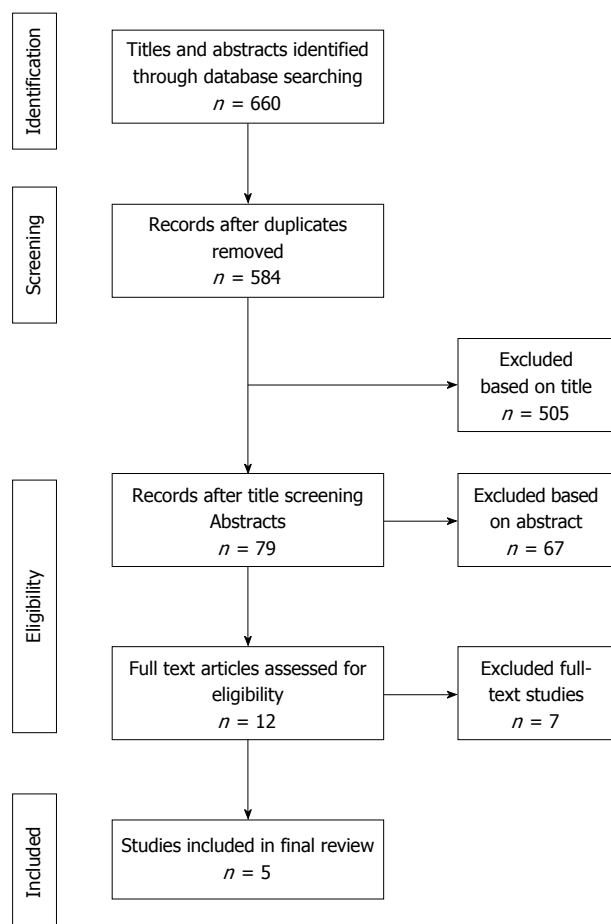 Identification
Titles and abstracts identified
through database searching
n = 660
Screening
Records after duplicates
removed
n = 584
Excluded
based on title
n = 505
Eligibility
Records after title screening
Abstracts
n = 79
Excluded based
on abstract
n = 67
Full text articles assessed for
eligibility
n = 12
Excluded full-
text studies
n = 7
Included
Studies included in final review
n = 5